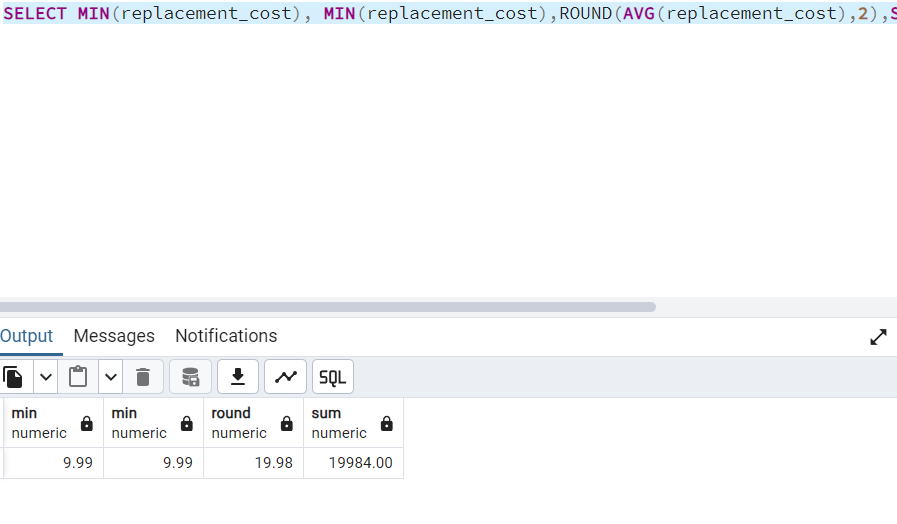 SELECT MIN(replacement_cost), MIN(replacement_cost),ROUND(AVG(replacement_cost),2),S
Output Messages Notifications
SQL
min min round sum
numeric numeric numeric numeric
9.99 9.99 19.98 19984.00